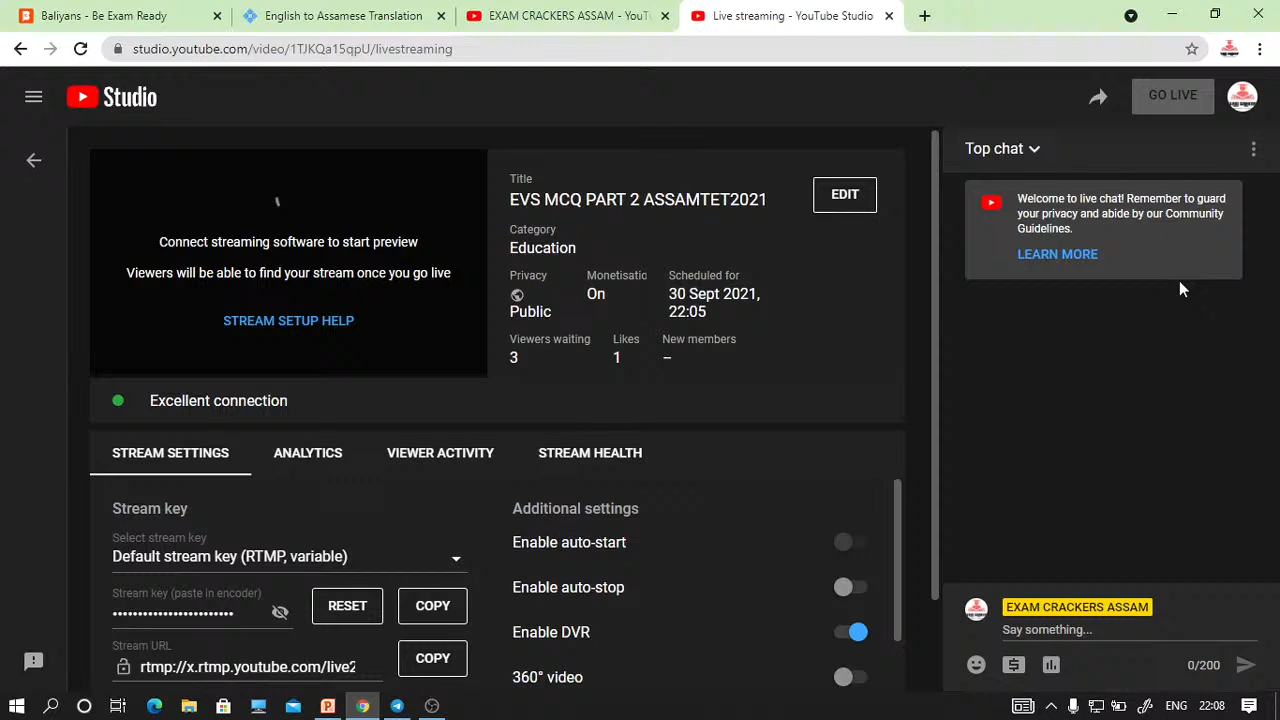 Baliyans - Be Exam Ready
English to Assamese Translation
EXAM CRACKERS ASSAM - YouT
Live streaming - YouTube Studio
studio.youtube.com/video/1TJKQa15qpU/livestreaming
Studio
GO LIVE
Connect streaming software to start preview
Viewers will be able to find your stream once you go live
STREAM SETUP HELP
Title
EVS MCQ PART 2 ASSAMTET2021
EDIT
Category
Education
Privacy
Public
Monetisatic
On
Scheduled for
30 Sept 2021,
22:05
Viewers waiting
3
Likes
1
New members
–
Excellent connection
STREAM SETTINGS
ANALYTICS
VIEWER ACTIVITY
STREAM HEALTH
Stream key
Select stream key
Default stream key (RTMP, variable)
Stream key (paste in encoder)
••••••••••••••••••••••••
RESET
COPY
Stream URL
rtmp://x.rtmp.youtube.com/live2
COPY
Additional settings
Enable auto-start
Enable auto-stop
Enable DVR
360° video
Top chat
Welcome to live chat! Remember to guard
your privacy and abide by our Community
Guidelines.
LEARN MORE
EXAM CRACKERS ASSAM
Say something...
0/200
ENG
22:08